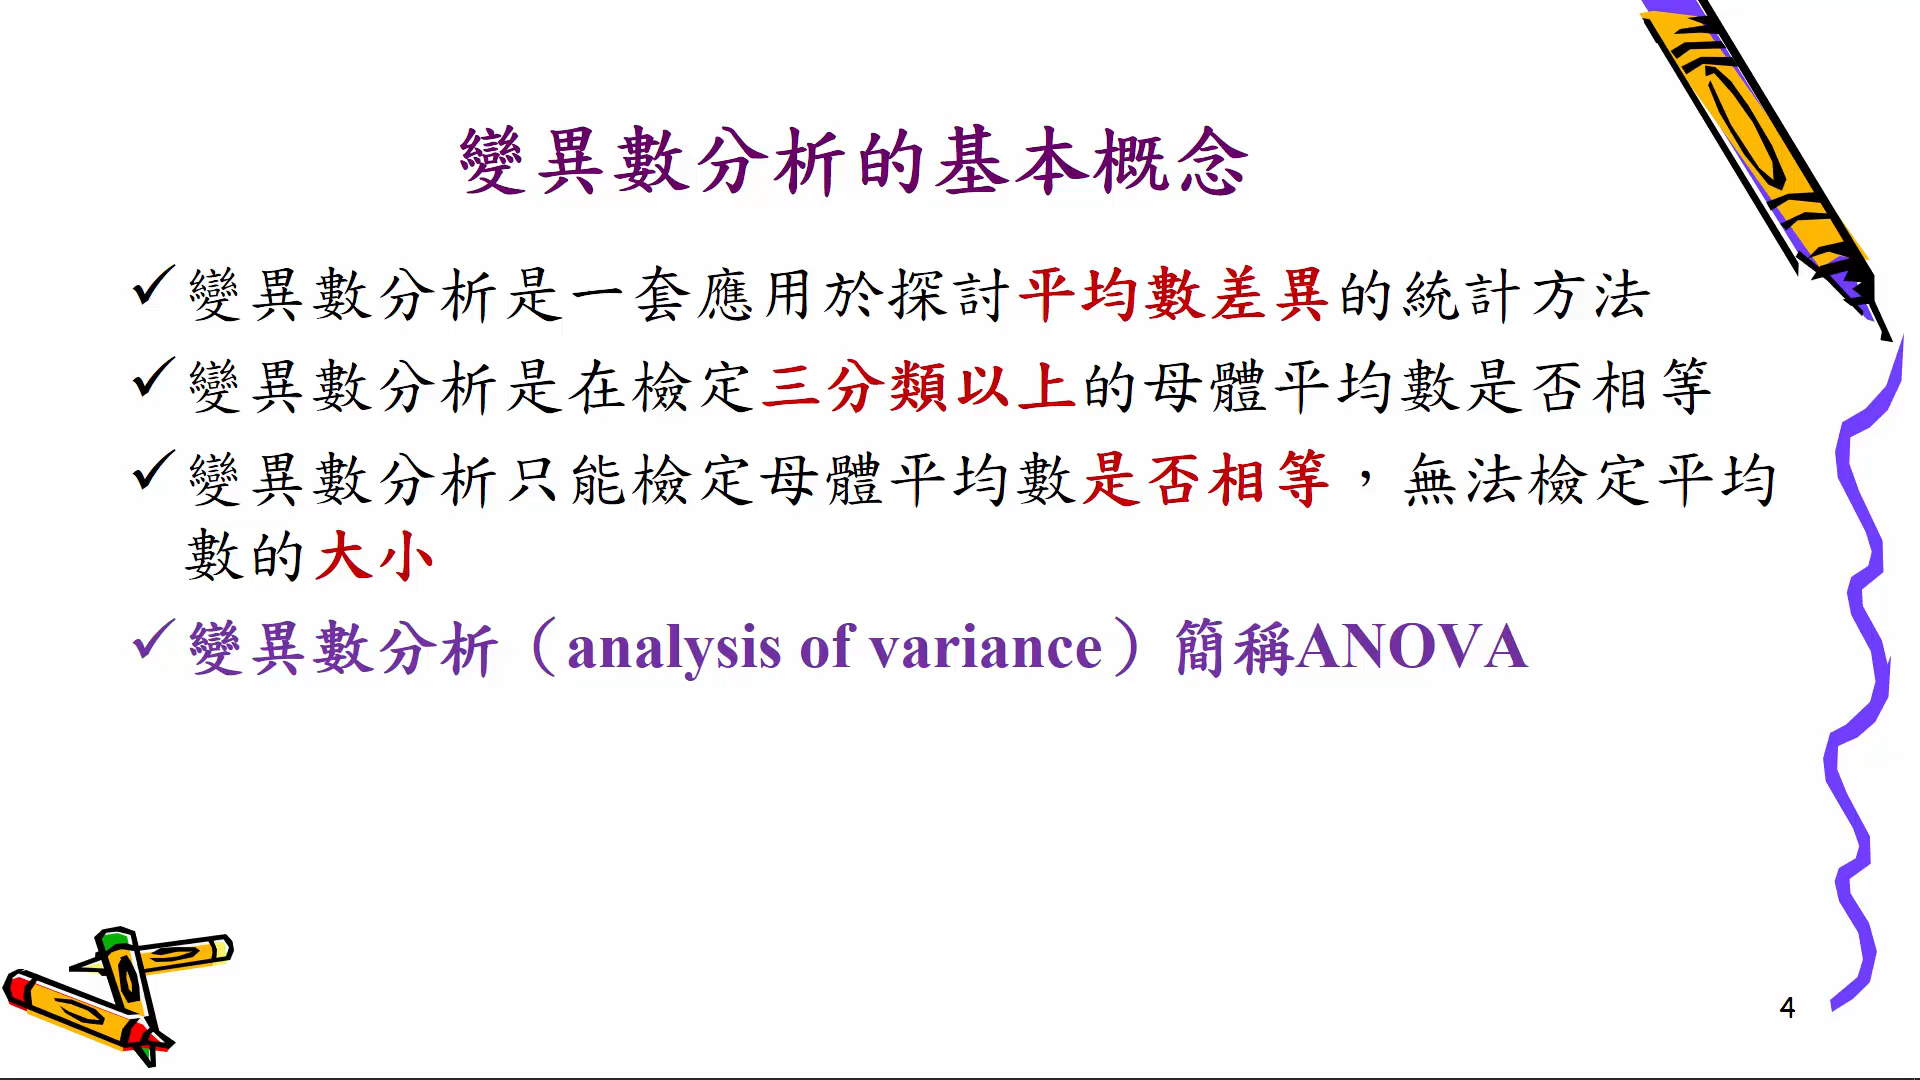 變異數分析的基本概念
變異數分析是一套應用於探討平均數差異的統計方法
變異數分析是在檢定三分類以上的母體平均數是否相等
變異數分析只能檢定母體平均數是否相等，無法檢定平均
數的大小
變異數分析（analysis of variance）簡稱ANOVA
4